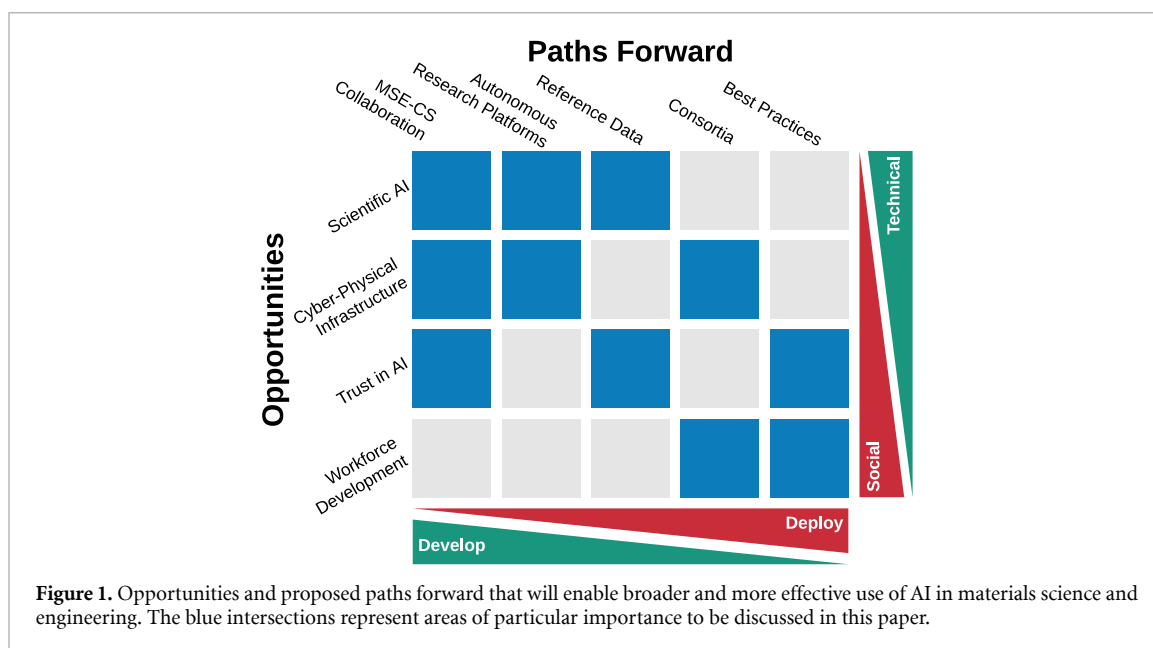 Paths Forward
MSE-CS
Collaboration
Autonomous
Research Platforms
Reference Data
Consortia
Best Practices
Opportunities
Scientific AI
Cyber-Physical
Infrastructure
Trust in AI
Workforce
Development
Technical
Social
Deploy
Develop
Figure 1. Opportunities and proposed paths forward that will enable broader and more effective use of AI in materials science and
engineering. The blue intersections represent areas of particular importance to be discussed in this paper.